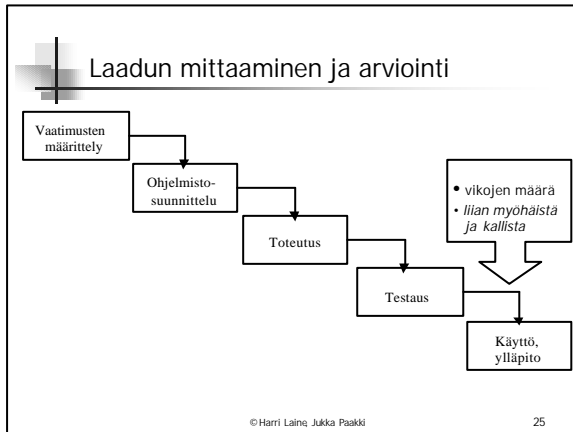 Laadun mittaaminen ja arviointi
Vaatimusten
määrittely
Ohjelmisto-
suunnittelu
Toteutus
Testaus
• vikojen määrä
• liian myöhäistä
ja kallista
Käyttö,
ylläpito
©Harri Laine, Jukka Paakki
25